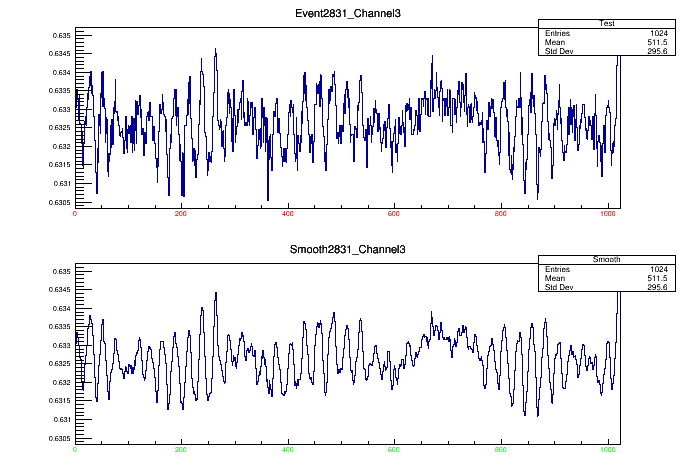 Event2831_Channel3
Test
Entries 1024
Mean 511.5
Std Dev 295.6
0.635
0.6345
0.634
0.6335
0.633
0.6325
0.632
0.6315
0.631
0.6305
0 200 400 600 800 1000
Smooth2831_Channel3
Smooth
Entries 1024
Mean 511.5
Std Dev 295.6
0.635
0.6345
0.634
0.6335
0.633
0.6325
0.632
0.6315
0.631
0.6305
0 200 400 600 800 1000